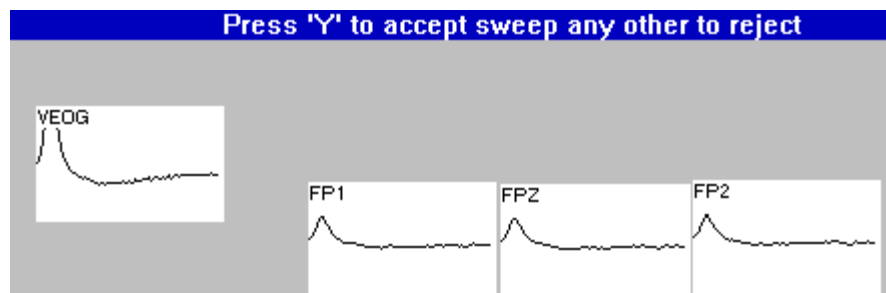 Press 'Y' to accept sweep any other to reject
VEOG
FP1
FPZ
FP2